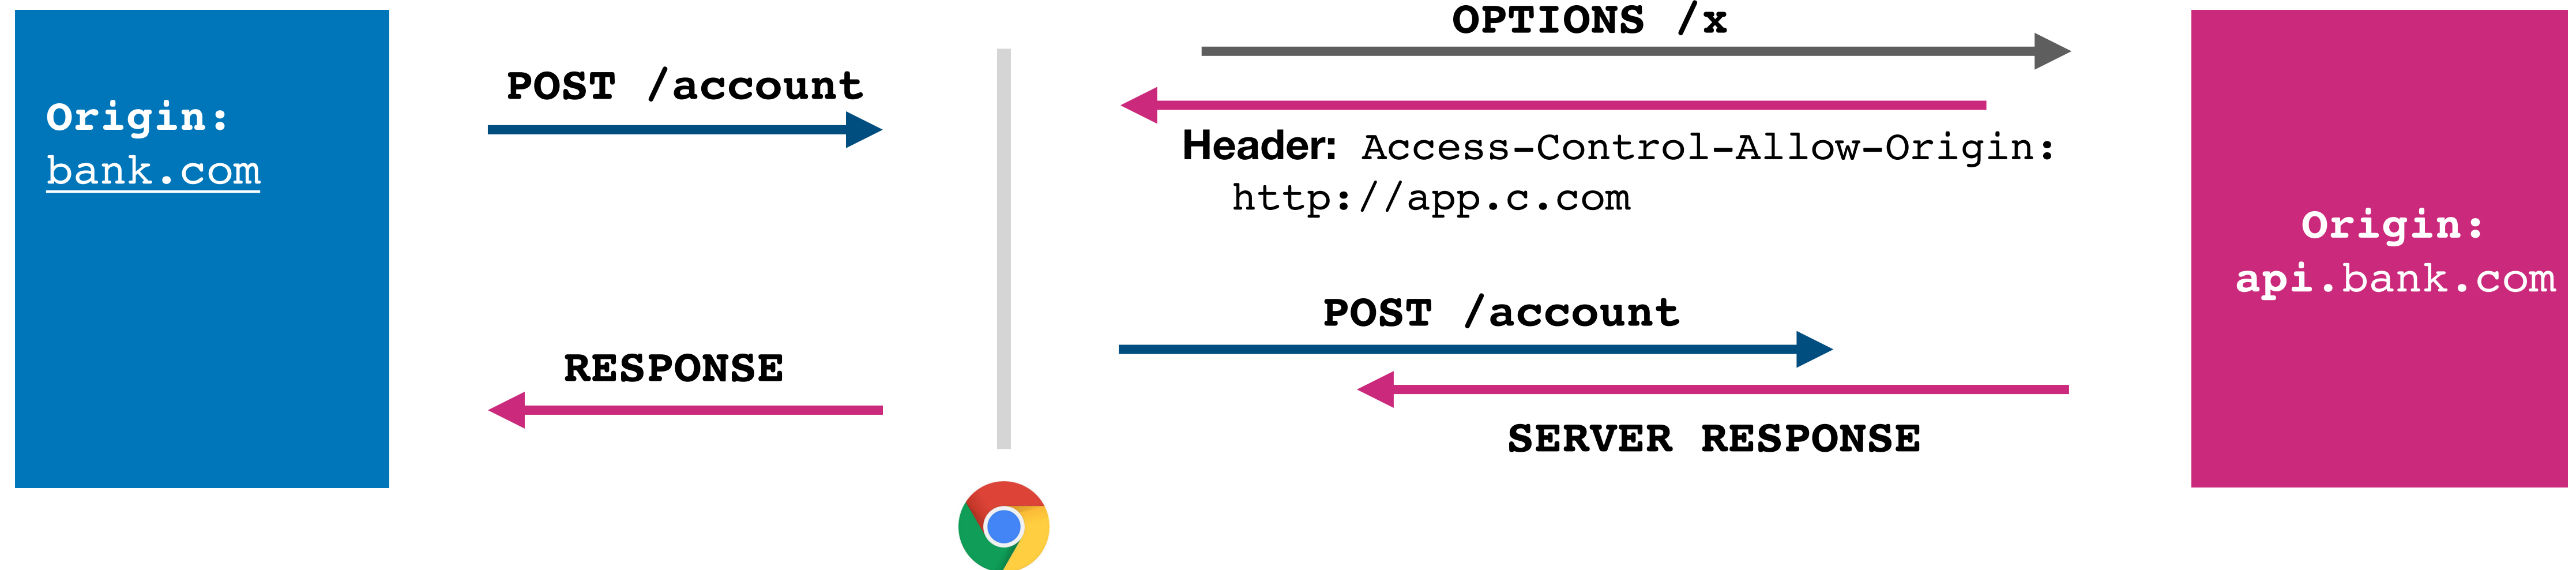 Origin:
bank.com
POST /account
RESPONSE
OPTIONS /x
Header: Access-Control-Allow-Origin:
http://app.c.com
POST /account
SERVER RESPONSE
Origin:
api.bank.com